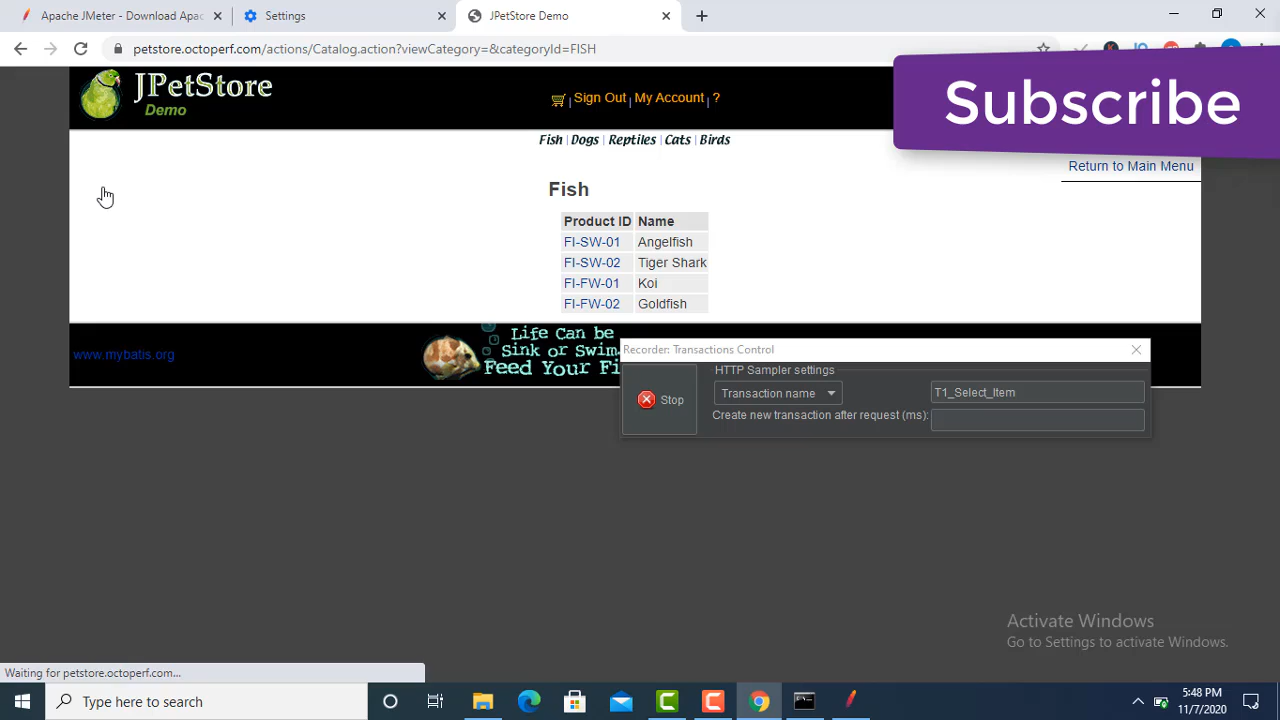 Apache JMeter - Download Apac
Settings
JPetStore Demo
petstore.octoperf.com/actions/Catalog.action?viewCategory=&categoryId=FISH
Subscribe
JPetStore
Demo
Sign Out | My Account | ?
Fish | Dogs | Reptiles | Cats | Birds
Return to Main Menu
Fish
Product ID Name
FI-SW-01 Angelfish
FI-SW-02 Tiger Shark
FI-FW-01 Koi
FI-FW-02 Goldfish
www.mybatis.org
Life Can be
Sink or Swim
Feed Your Fi
Recorder: Transactions Control
HTTP Sampler settings
Stop
Transaction name
T1_Select_Item
Create new transaction after request (ms):
Activate Windows
Go to Settings to activate Windows.
Waiting for petstore.octoperf.com...
Type here to search
5:48 PM
11/7/2020